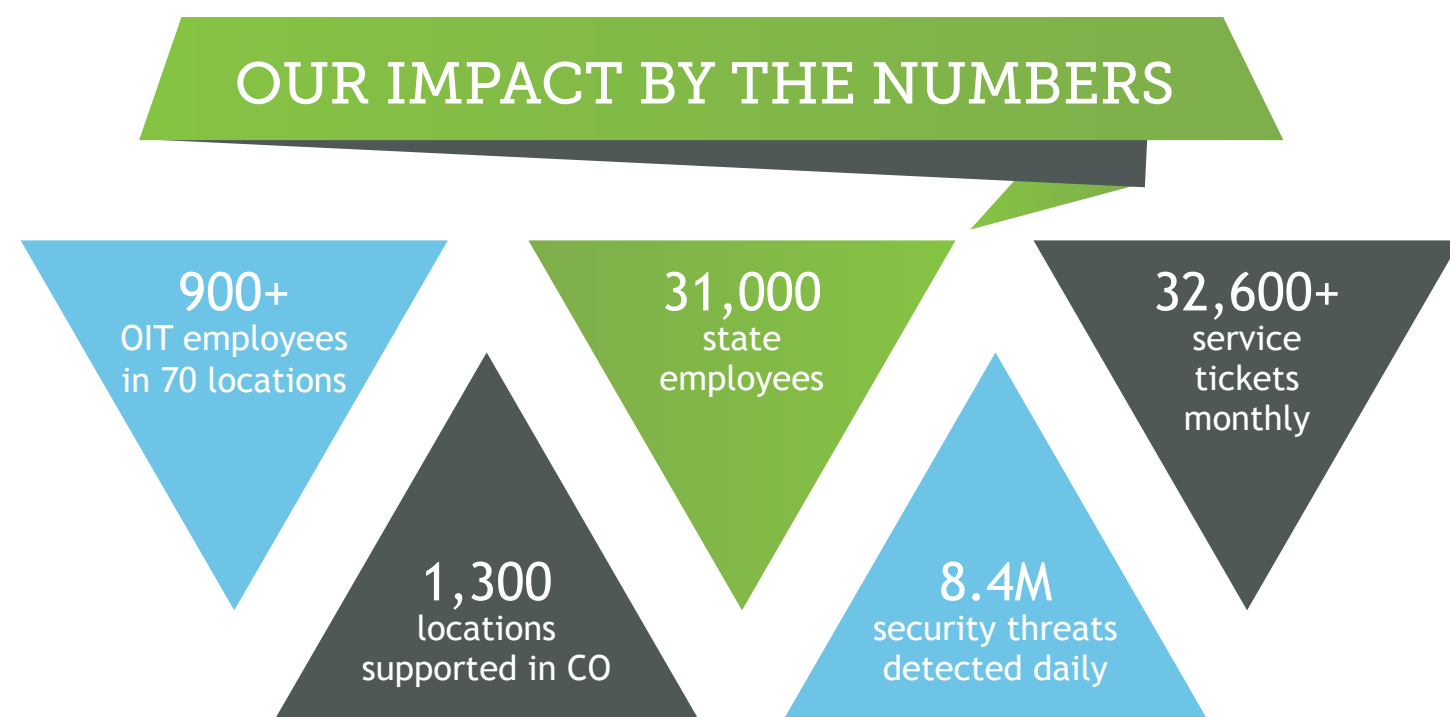 OUR IMPACT BY THE NUMBERS
900+
OIT employees
in 70 locations
1,300
locations
supported in CO
31,000
state
employees
8.4M
security threats
detected daily
32,600+
service
tickets
monthly